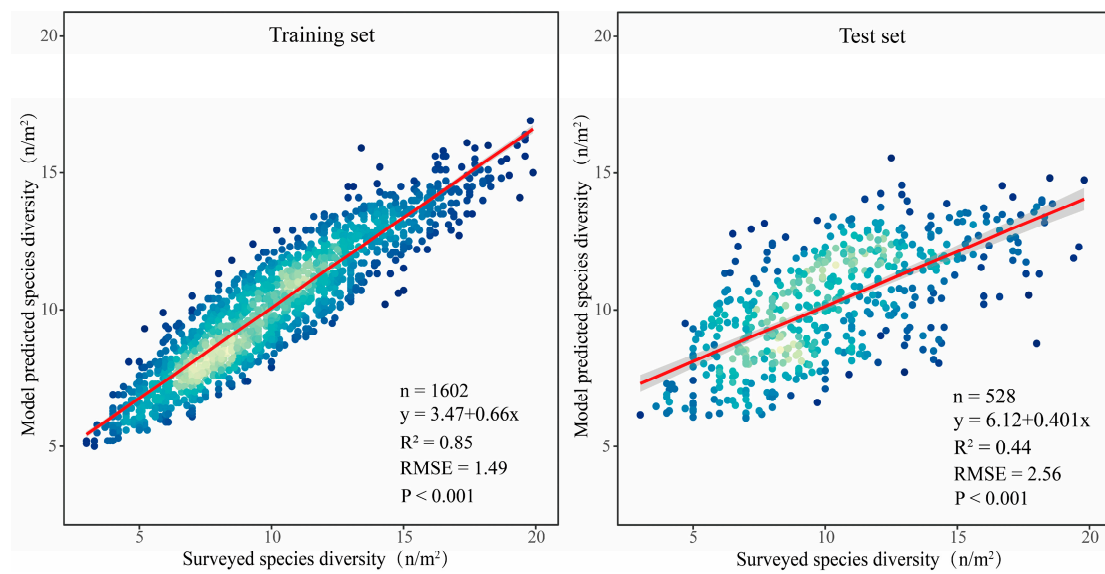 Training set
Model predicted species diversity (n/m²)
20
15
10
5
n = 1602
y = 3.47+0.66x
R² = 0.85
RMSE = 1.49
P < 0.001
5
10
15
20
Surveyed species diversity (n/m²)
Test set
Model predicted species diversity (n/m²)
20
15
10
5
n = 528
y = 6.12+0.401x
R² = 0.44
RMSE = 2.56
P < 0.001
5
10
15
20
Surveyed species diversity (n/m²)